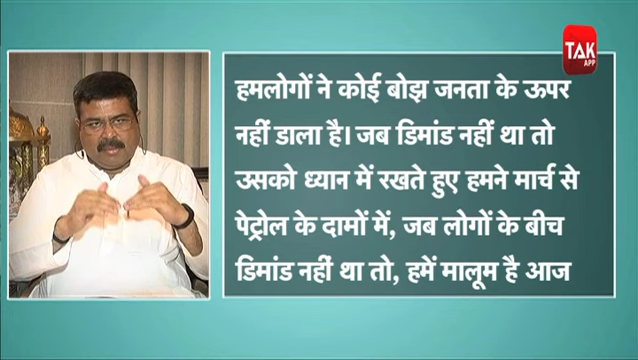 TAK
APP
हमलोगों ने कोई बोझ जनता के ऊपर
नहीं डाला है। जब डिमांड नहीं था तो
उसको ध्यान में रखते हुए हमने मार्च से
पेट्रोल के दामों में, जब लोगों के बीच
डिमांड नहीं था तो, हमें मालूम है आज